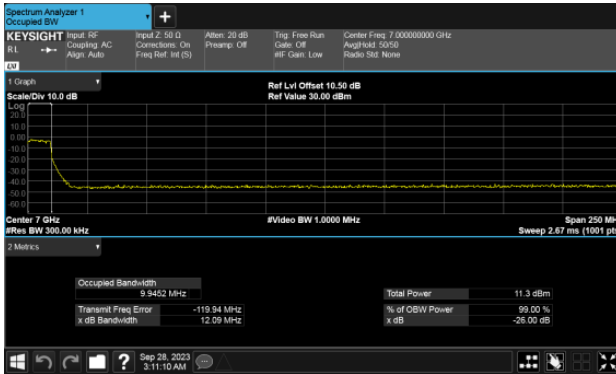 Spectrum Analyzer 1
Occupied BW
+
KEYSIGHT
RL
Input: RF
Coupling: AC
Align: Auto
Input Z: 50 Ω
Corrections: On
Freq Ref: Int (S)
Atten: 20 dB
Preamp: Off
Trig: Free Run
Gate: Off
#IF Gain: Low
Center Freq: 7.000000000 GHz
Avg|Hold: 50/50
Radio Std: None
1 Graph
Scale/Div 10.0 dB
Ref Lvl Offset 10.50 dB
Ref Value 30.00 dBm
Log
20.0
10.0
0.00
-10.0
-20.0
-30.0
-40.0
-50.0
-60.0
Center 7 GHz
#Res BW 300.00 kHz
#Video BW 1.0000 MHz
Span 250 MH
Sweep 2.67 ms (1001 pts
2 Metrics
Occupied Bandwidth
9.9452 MHz
Transmit Freq Error -119.94 MHz
x dB Bandwidth 12.09 MHz
Total Power 11.3 dBm
% of OBW Power 99.00 %
x dB -26.00 dB
?
Sep 28, 2023
3:11:10 AM